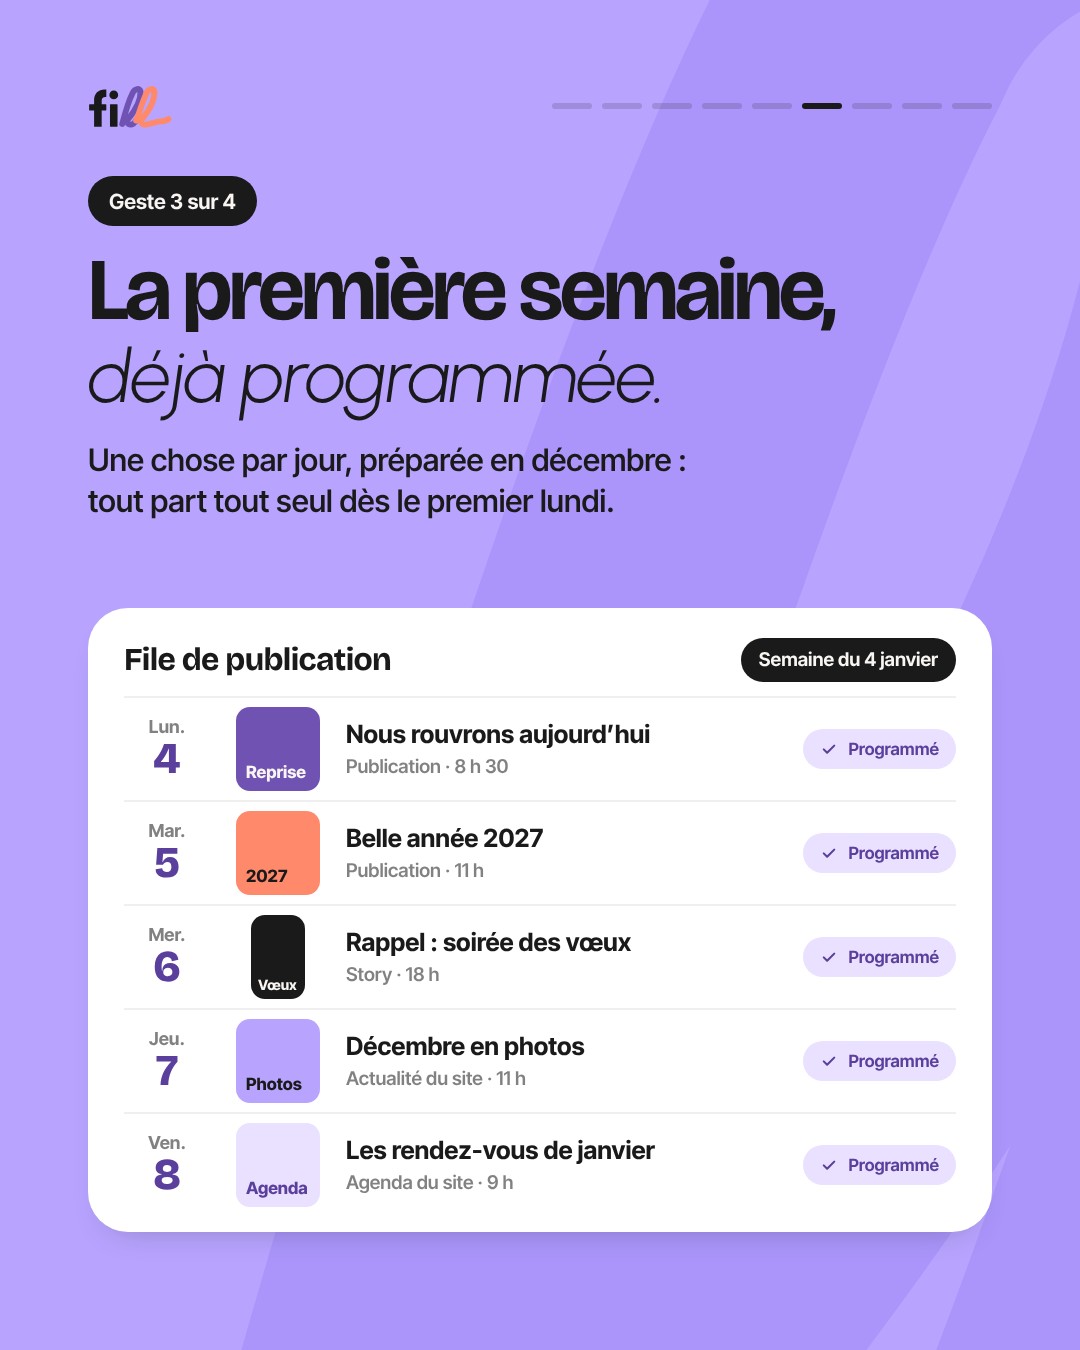 fill
Geste 3 sur 4
La première semaine,
déjà programmée.
Une chose par jour, préparée en décembre :
tout part tout seul dès le premier lundi.
File de publication
Semaine du 4 janvier
Lun.
4
Reprise
Nous rouvrons aujourd’hui
Publication · 8 h 30
Programmé
Mar.
5
2027
Belle année 2027
Publication · 11 h
Programmé
Mer.
6
Vœux
Rappel : soirée des vœux
Story · 18 h
Programmé
Jeu.
7
Photos
Décembre en photos
Actualité du site · 11 h
Programmé
Ven.
8
Agenda
Les rendez-vous de janvier
Agenda du site · 9 h
Programmé